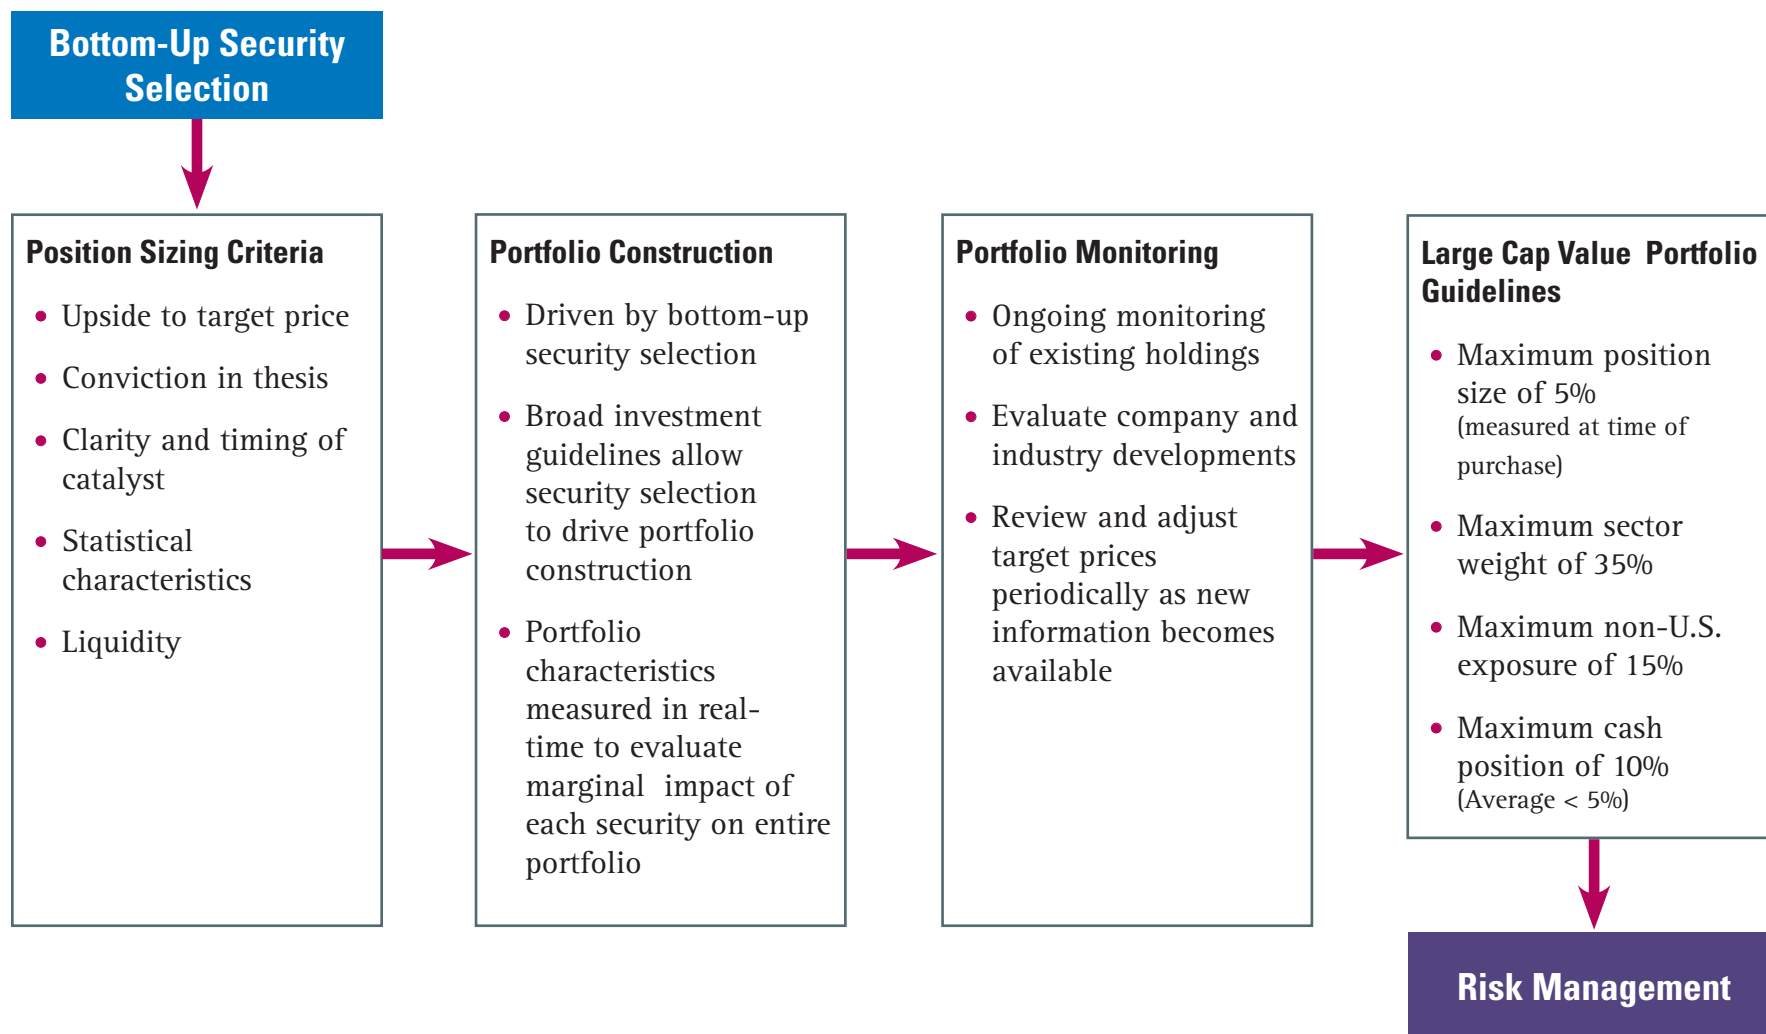 Bottom-Up Security
Selection
Position Sizing Criteria
• Upside to target price
• Conviction in thesis
• Clarity and timing of
catalyst
• Statistical
characteristics
• Liquidity
Portfolio Construction
• Driven by bottom-up
security selection
• Broad investment
guidelines allow
security selection
to drive portfolio
construction
• Portfolio
characteristics
measured in real-
time to evaluate
marginal impact of
each security on entire
portfolio
Portfolio Monitoring
• Ongoing monitoring
of existing holdings
• Evaluate company and
industry developments
• Review and adjust
target prices
periodically as new
information becomes
available
Large Cap Value Portfolio
Guidelines
• Maximum position
size of 5%
(measured at time of
purchase)
• Maximum sector
weight of 35%
• Maximum non-U.S.
exposure of 15%
• Maximum cash
position of 10%
(Average < 5%)
Risk Management